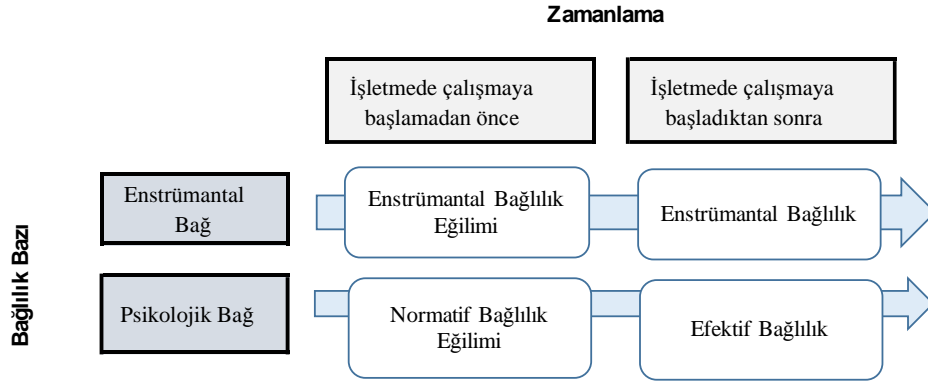 Zamanlama
İşletmede çalışmaya
başlamadan önce
İşletmede çalışmaya
başladıktan sonra
Bağlılık Bazı
Enstrümantal
Bağ
Enstrümantal Bağlılık
Eğilimi
Enstrümantal Bağlılık
Psikolojik Bağ
Normatif Bağlılık
Eğilimi
Efektif Bağlılık